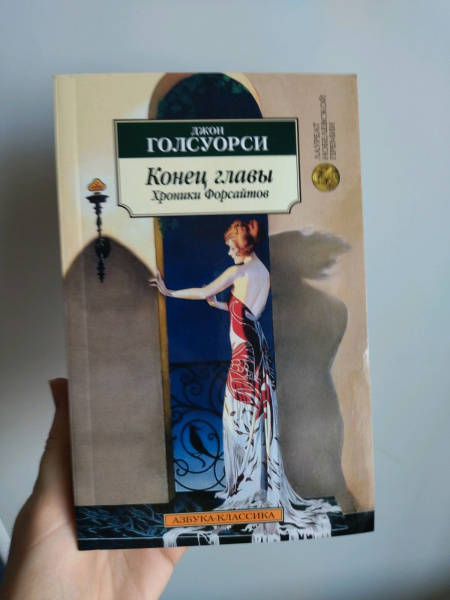 ДЖОН
ГОЛСУОРСИ
Конец главы
Хроники Форсайтов
ЛАУРЕАТ
НОБЕЛЕВСКОЙ
ПРЕМИИ
АЗБУКА-КЛАССИКА